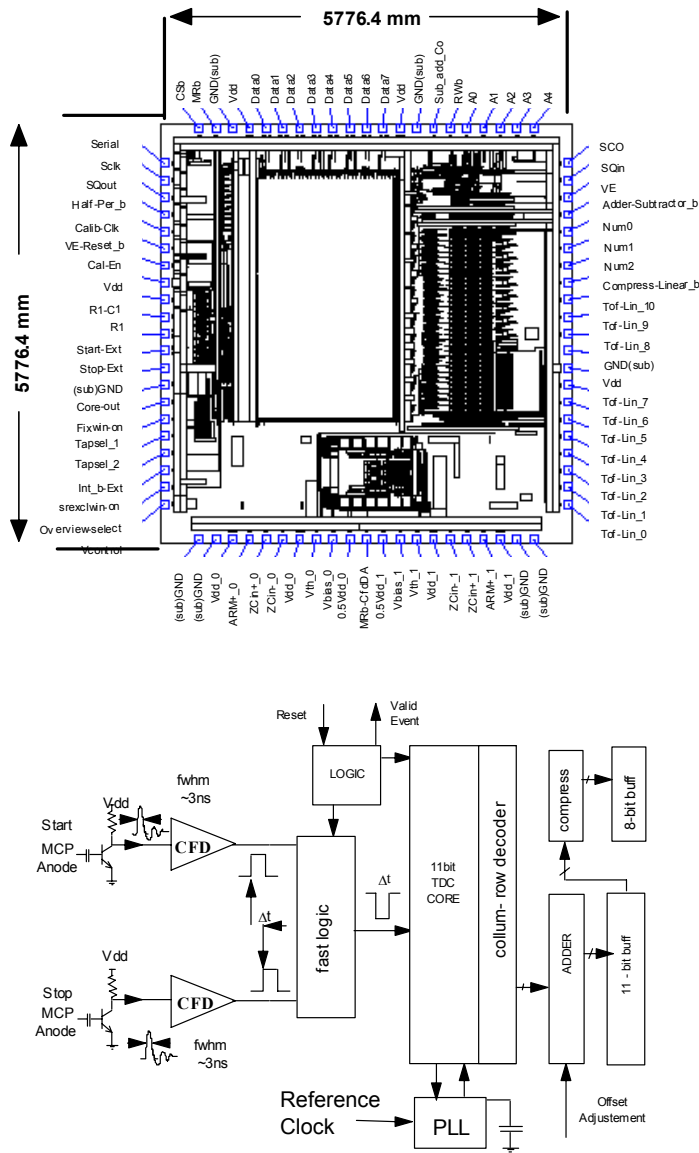 5776.4 mm
CSb
MRb
GND(sub)
Vdd
Data0
Data1
Data2
Data3
Data4
Data5
Data6
Data7
Vdd
GND(sub)
Sub_add_Co
RWb
A0
A1
A2
A3
A4
5776.4 mm
Serial
Sclk
SQout
Half-Per_b
Calib-Clk
VE-Reset_b
Cal-En
Vdd
R1-C1
R1
Start-Ext
Stop-Ext
(sub)GND
Core-out
Fixwin-on
Tapsel_1
Tapsel_2
Int_b-Ext
srexclwin-on
Overview-select
Vcontrol
SCO
SQin
VE
Adder-Subtractor_b
Num0
Num1
Num2
Compress-Linear_b
Tof-Lin_10
Tof-Lin_9
Tof-Lin_8
GND(sub)
Vdd
Tof-Lin_7
Tof-Lin_6
Tof-Lin_5
Tof-Lin_4
Tof-Lin_3
Tof-Lin_2
Tof-Lin_1
Tof-Lin_0
(sub)GND
(sub)GND
Vdd_0
ARM+_0
ZCin+_0
ZCin-_0
Vdd_0
Vth_0
Vbias_0
0.5Vdd_0
MRb-CfdDA
0.5Vdd_1
Vbias_1
Vth_1
Vdd_1
ZCin-_1
ZCin+_1
ARM+_1
Vdd_1
(sub)GND
(sub)GND
Reset
Valid
Event
LOGIC
fwhm
~3ns
Vdd
Start
MCP
Anode
CFD
Δt
fast logic
Δt
11bit
TDC
CORE
collum- row decoder
compress
8-bit buff
ADDER
11 - bit buff
Vdd
Stop
MCP
Anode
CFD
fwhm
~3ns
Reference
Clock
PLL
Offset
Adjustement